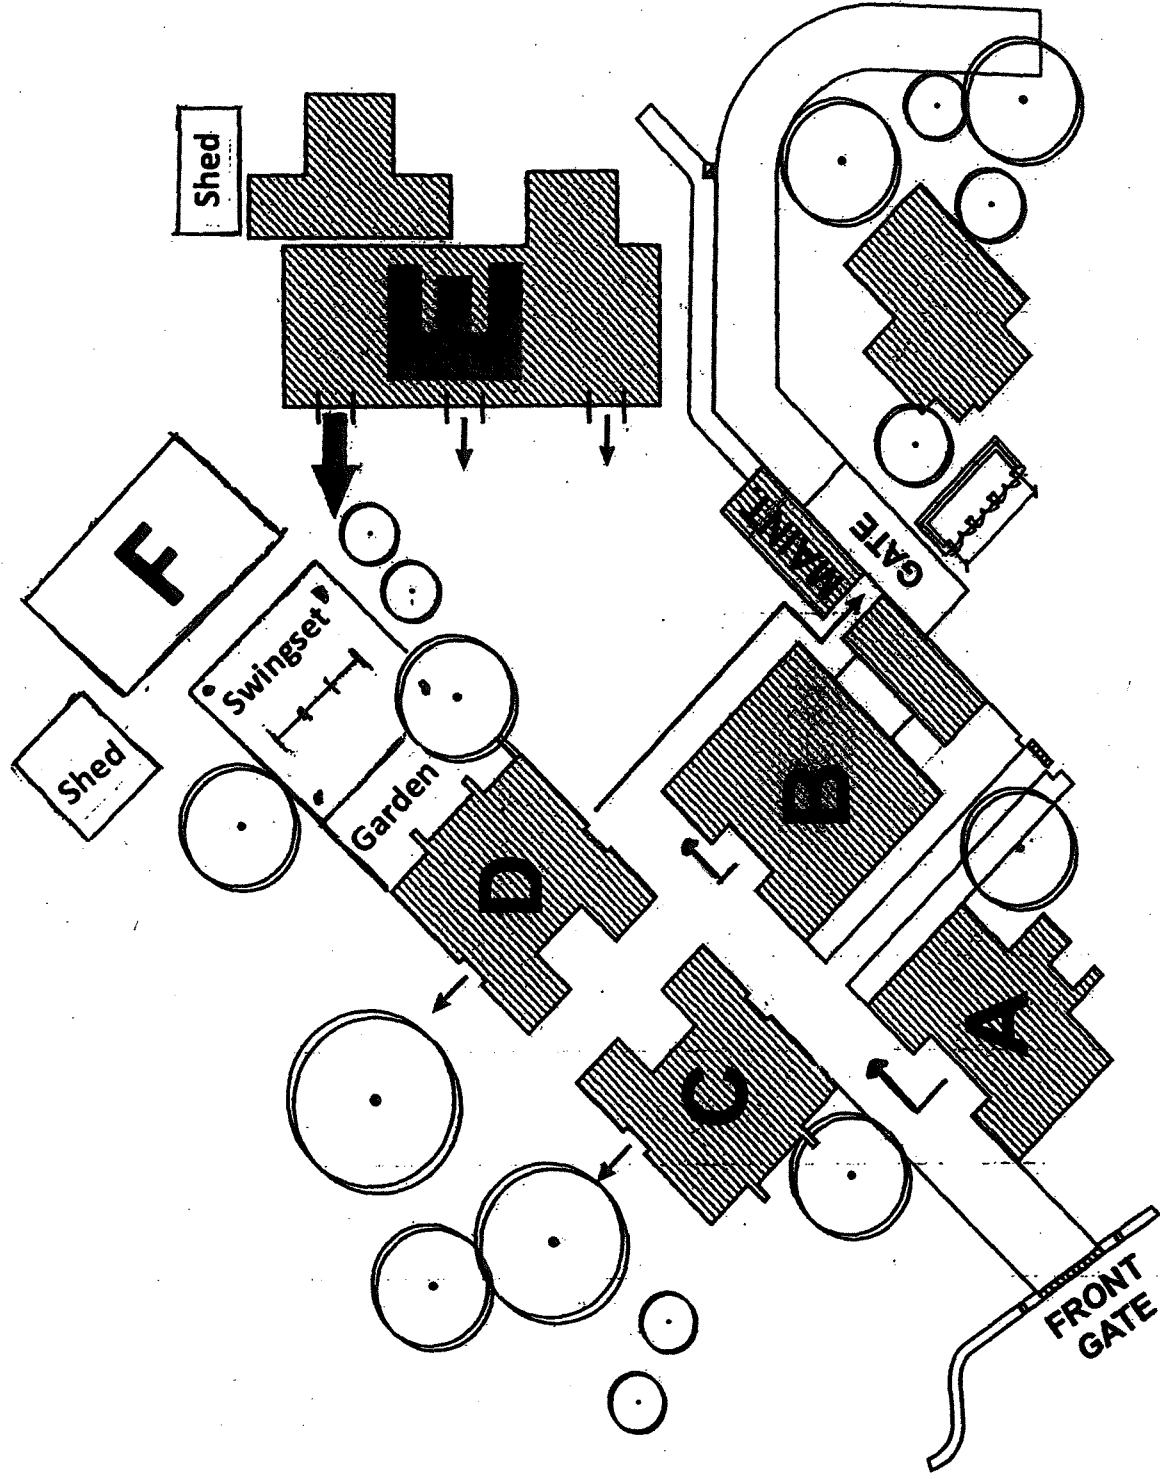 Shed
E
F
Swingset
Shed
Garden
MAINT.
GATE
B
D
C
A
FRONT
GATE